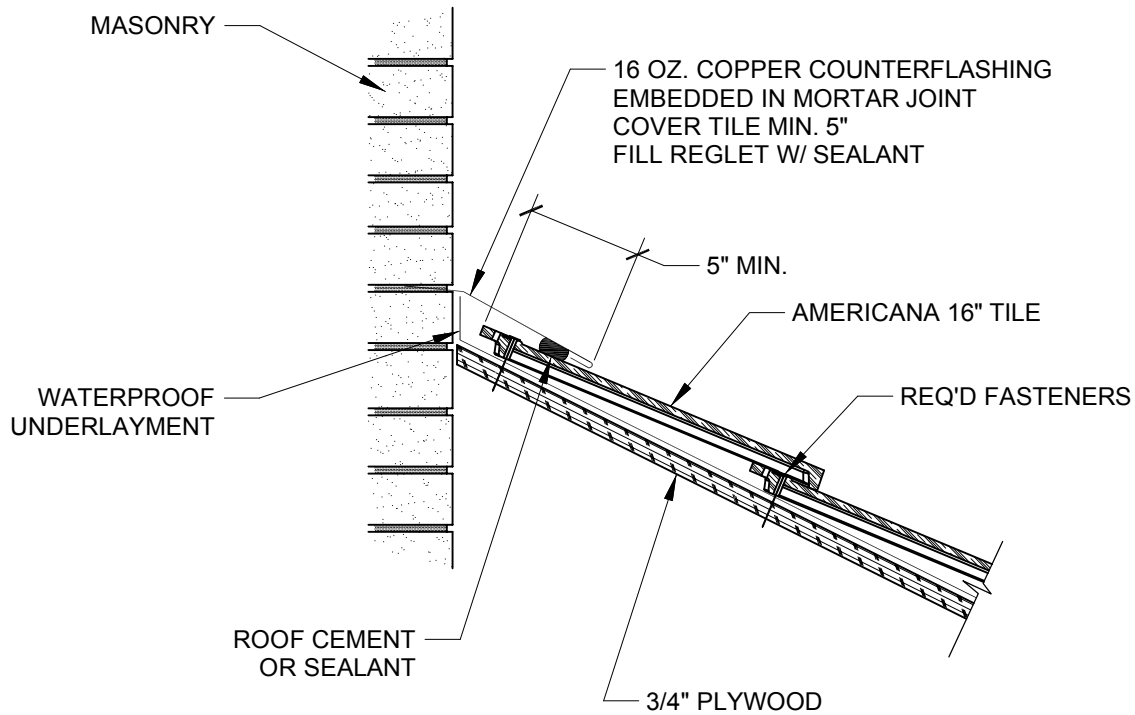 MASONRY
16 OZ. COPPER COUNTERFLASHING
EMBEDDED IN MORTAR JOINT
COVER TILE MIN. 5"
FILL REGLET W/ SEALANT
5" MIN.
AMERICANA 16" TILE
WATERPROOF
UNDERLAYMENT
REQ'D FASTENERS
ROOF CEMENT
OR SEALANT
3/4" PLYWOOD